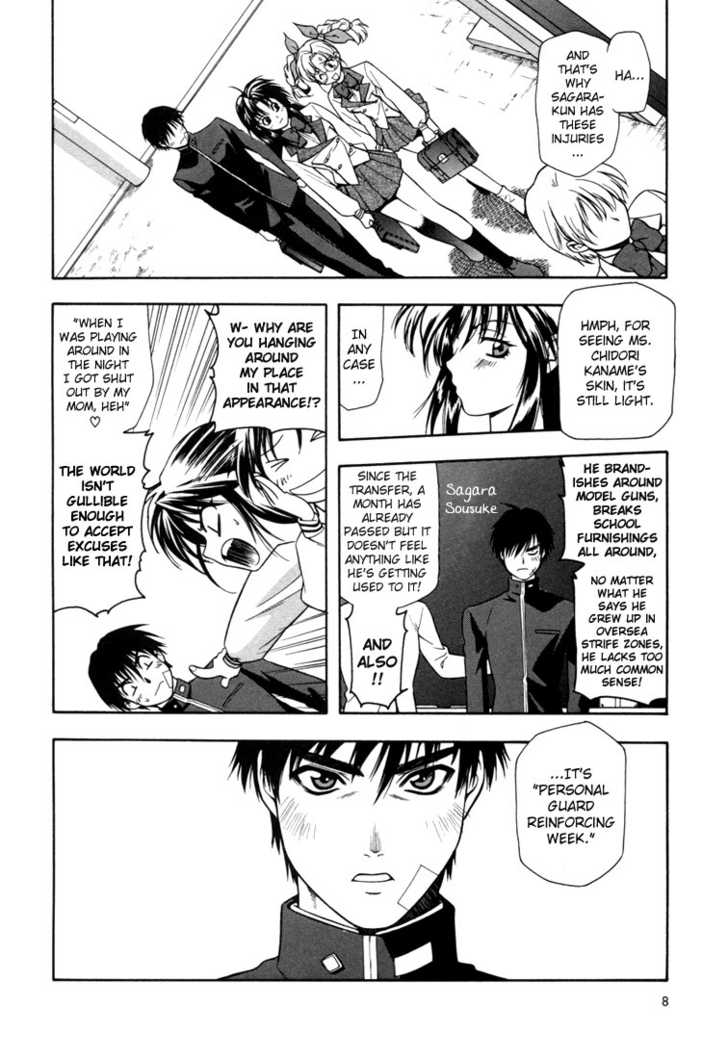 HA...
AND
THAT'S
WHY
SAGARA-
KUN HAS
THESE
INJURIES
...
HMPH, FOR
SEEING MS.
CHIDORI
KANAME'S
SKIN, IT'S
STILL LIGHT.
IN
ANY
CASE
...
HE BRAND-
ISHES AROUND
MODEL GUNS,
BREAKS
SCHOOL
FURNISHINGS
ALL AROUND,
NO MATTER
WHAT HE
SAYS HE
GREW UP IN
OVERSEA
STRIFE ZONES,
HE LACKS TOO
MUCH COMMON
SENSE!
Sagara
Sousuke
SINCE THE
TRANSFER, A
MONTH HAS
ALREADY
PASSED BUT IT
DOESN'T FEEL
ANYTHING LIKE
HE'S GETTING
USED TO IT!
AND
ALSO
!!
W- WHY ARE
YOU HANGING
AROUND
MY PLACE
IN THAT
APPEARANCE!?
"WHEN I
WAS PLAYING
AROUND IN
THE NIGHT
I GOT SHUT
OUT BY MY
MOM, HEH"
♡
THE WORLD
ISN'T
GULLIBLE
ENOUGH
TO ACCEPT
EXCUSES
LIKE THAT!
...IT'S
"PERSONAL
GUARD
REINFORCING
WEEK."
8